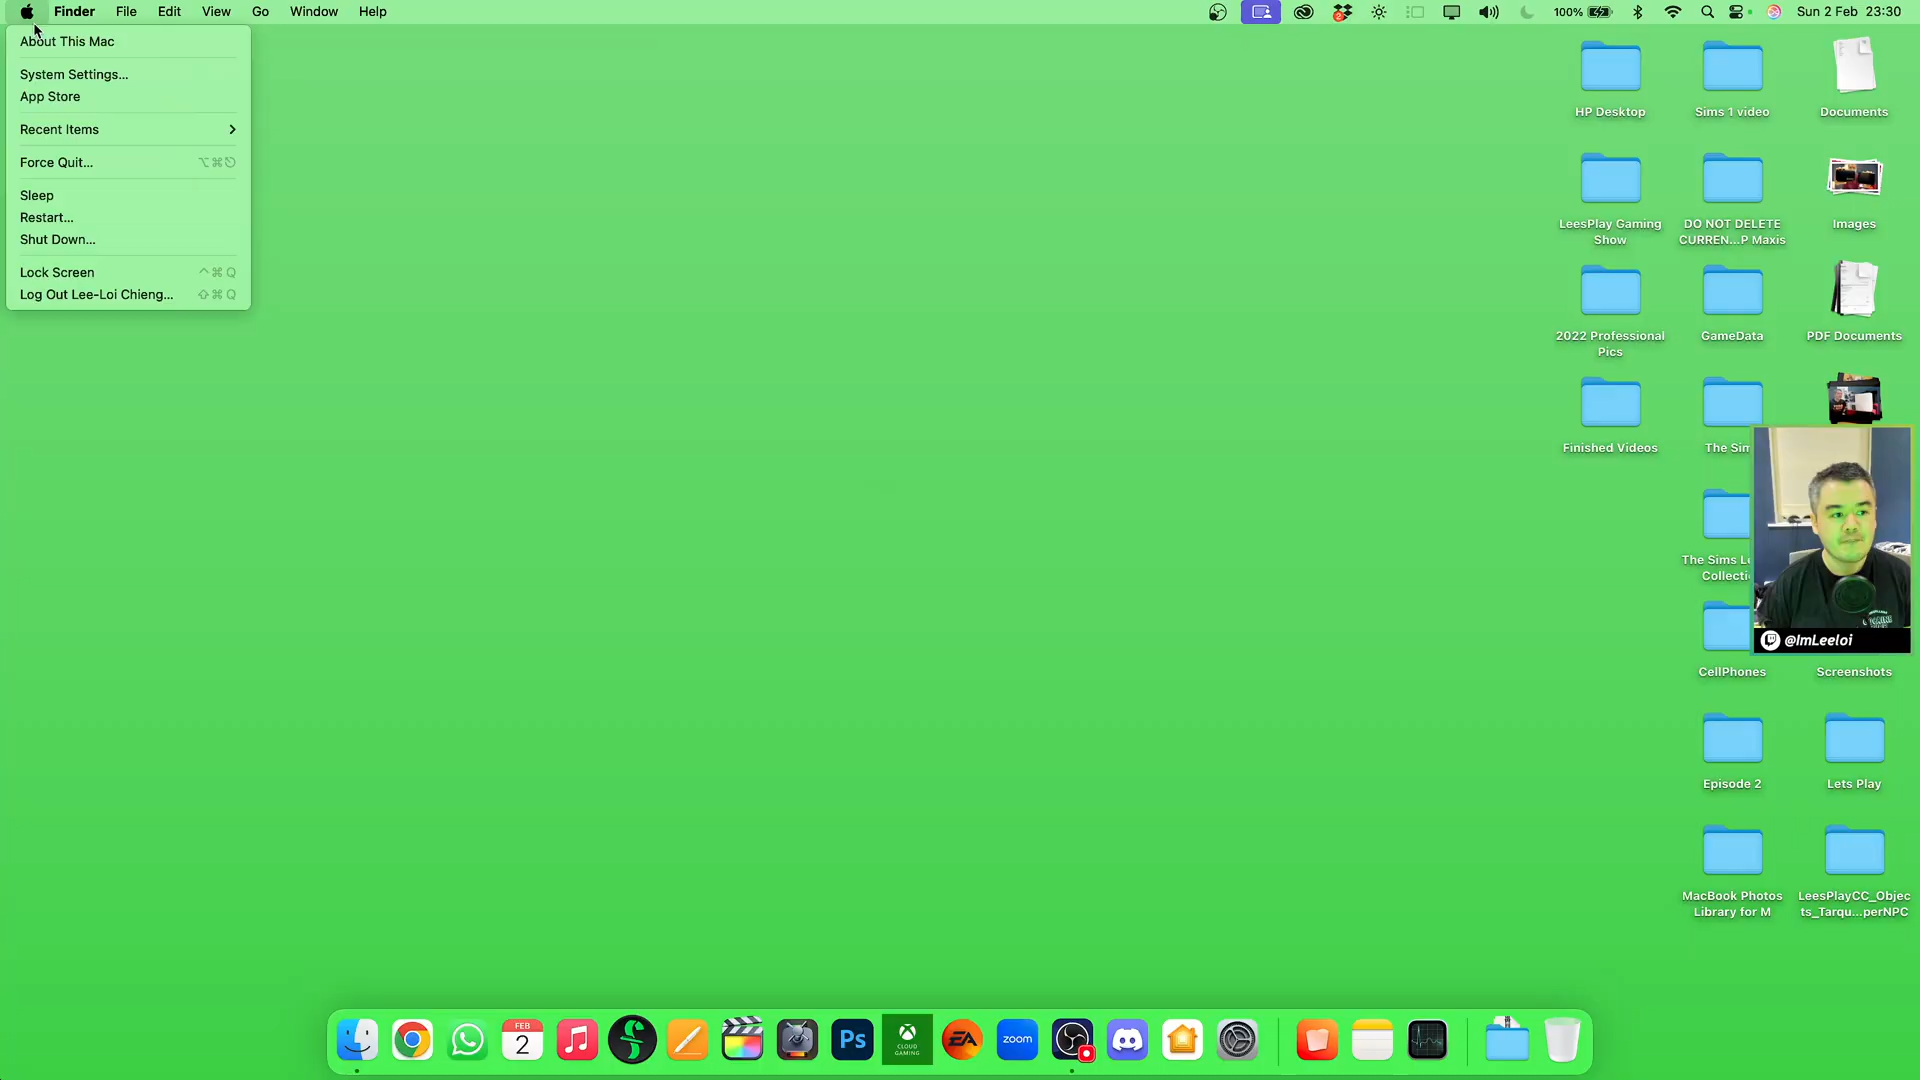 Finder File Edit View Go Window Help
100% Sun 2 Feb 23:30
About This Mac
System Settings...
App Store
Recent Items
Force Quit... ⌥⌘⎋
Sleep
Restart...
Shut Down...
Lock Screen ^⌘Q
Log Out Lee-Loi Chieng... ⇧⌘Q
HP Desktop
Sims 1 video
Documents
LeesPlay Gaming
Show
DO NOT DELETE
CURREN...P Maxis
Images
2022 Professional
Pics
GameData
PDF Documents
Finished Videos
The Sim
The Sims L
Collecti
@ImLeeloi
CellPhones
Screenshots
Episode 2
Lets Play
MacBook Photos
Library for M
LeesPlayCC_Objec
ts_Tarqu...perNPC
FEB
2
Ps
CLOUD
GAMING
EA
zoom